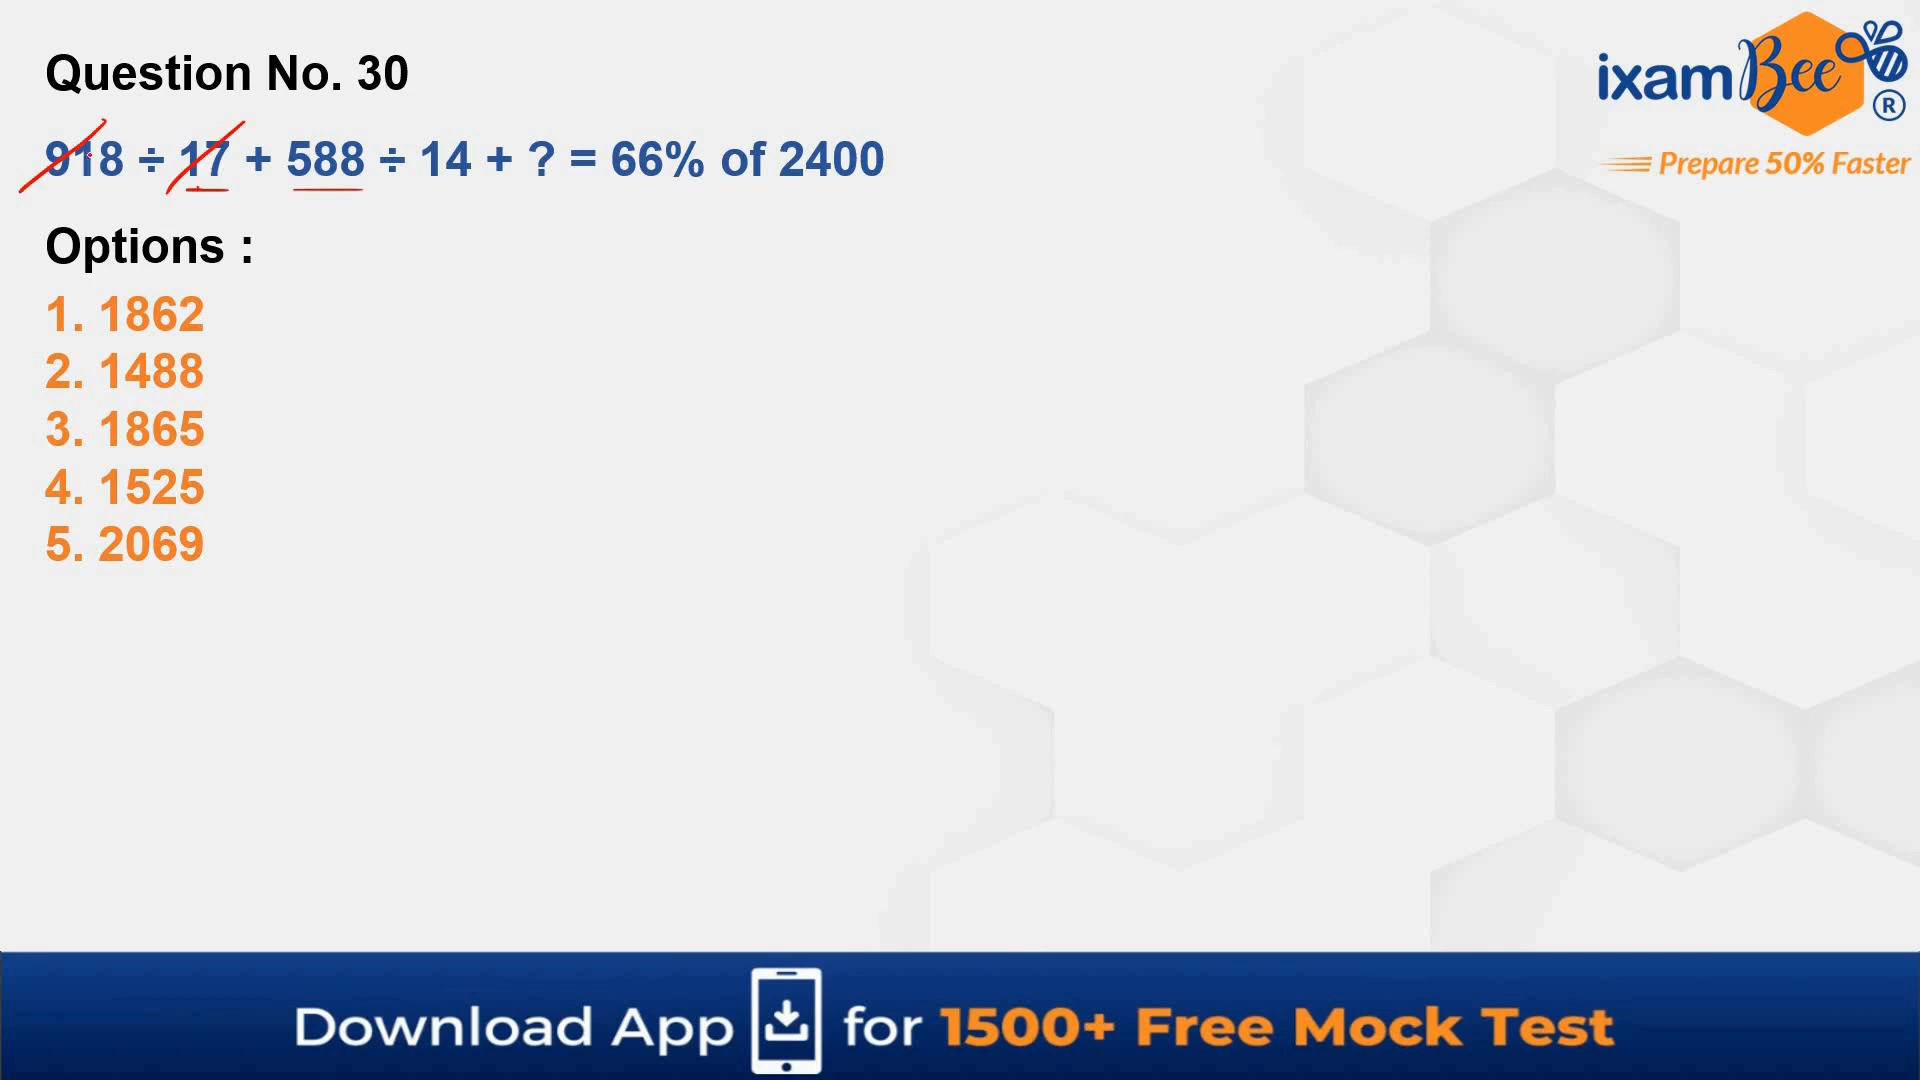 Question No. 30
918 ÷ 17 + 588 ÷ 14 + ? = 66% of 2400
Options :
1. 1862
2. 1488
3. 1865
4. 1525
5. 2069
ixamBee ®
Prepare 50% Faster
Download App for 1500+ Free Mock Test